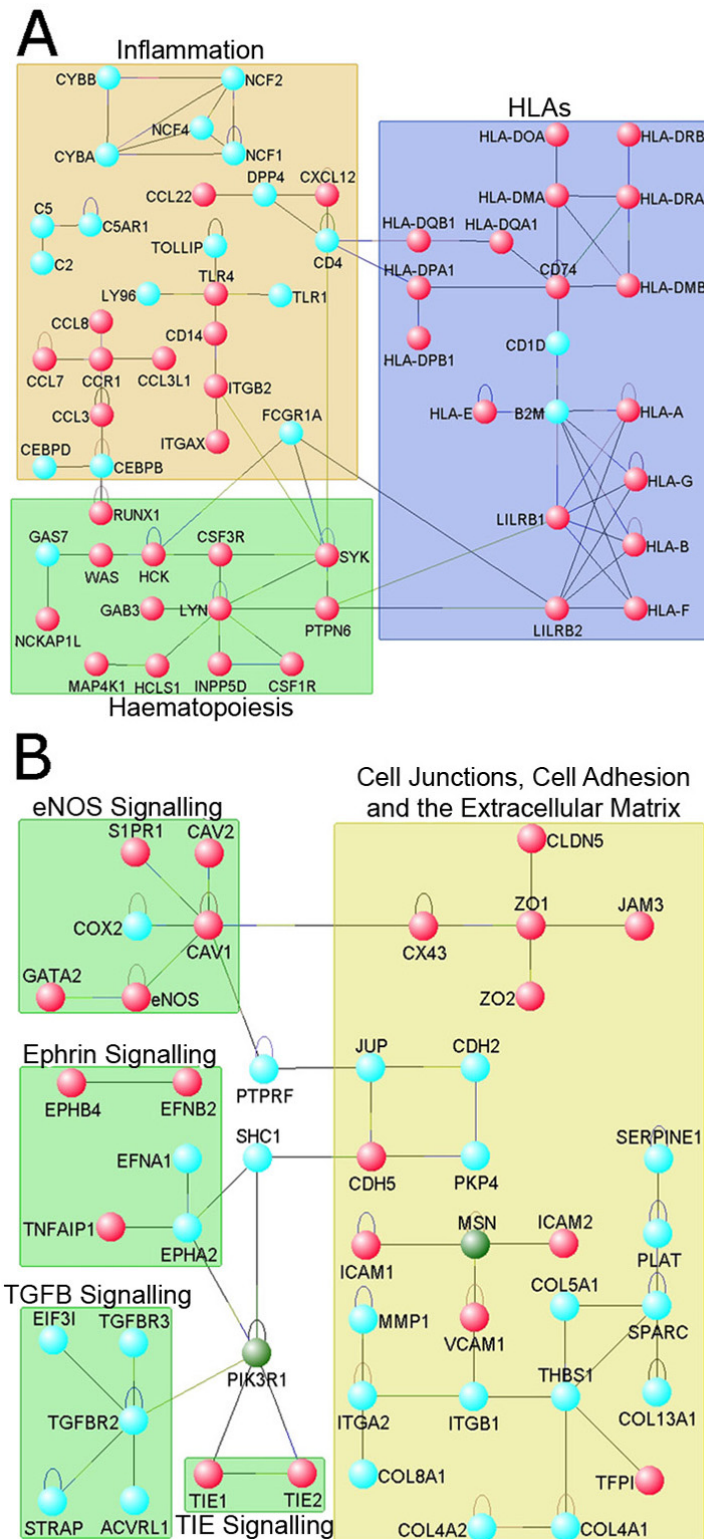 A
Inflammation
HLAs
CYBB
NCF2
NCF4
CYBA
NCF1
DPP4
CXCL12
CCL22
C5
C5AR1
C2
TOLLIP
CD4
TLR4
LY96
TLR1
CCL8
CD14
CCL7
CCR1
CCL3L1
ITGB2
CCL3
FCGR1A
CEBPD
CEBPB
ITGAX
RUNX1
HLA-DOA
HLA-DRB
HLA-DMA
HLA-DRA
HLA-DQB1
HLA-DQA1
HLA-DPA1
CD74
HLA-DMB
HLA-DPB1
CD1D
HLA-E
B2M
HLA-A
HLA-G
LILRB1
HLA-B
LILRB2
HLA-F
GAS7
CSF3R
SYK
WAS
HCK
GAB3
LYN
PTPN6
NCKAP1L
MAP4K1
HCLS1
INPP5D
CSF1R
Haematopoiesis
B
Cell Junctions, Cell Adhesion
and the Extracellular Matrix
eNOS Signalling
S1PR1
CAV2
COX2
CAV1
GATA2
eNOS
CLDN5
ZO1
JAM3
CX43
ZO2
Ephrin Signalling
EPHB4
EFNB2
PTPRF
JUP
CDH2
EFNA1
SHC1
CDH5
PKP4
SERPINE1
TNFAIP1
EPHA2
MSN
ICAM2
ICAM1
PLAT
TGFB Signalling
EIF3I
TGFBR3
MMP1
VCAM1
COL5A1
SPARC
PIK3R1
TGFBR2
ITGA2
ITGB1
THBS1
COL13A1
COL8A1
TFPI
STRAP
ACVRL1
TIE1
TIE2
TIE Signalling
COL4A2
COL4A1